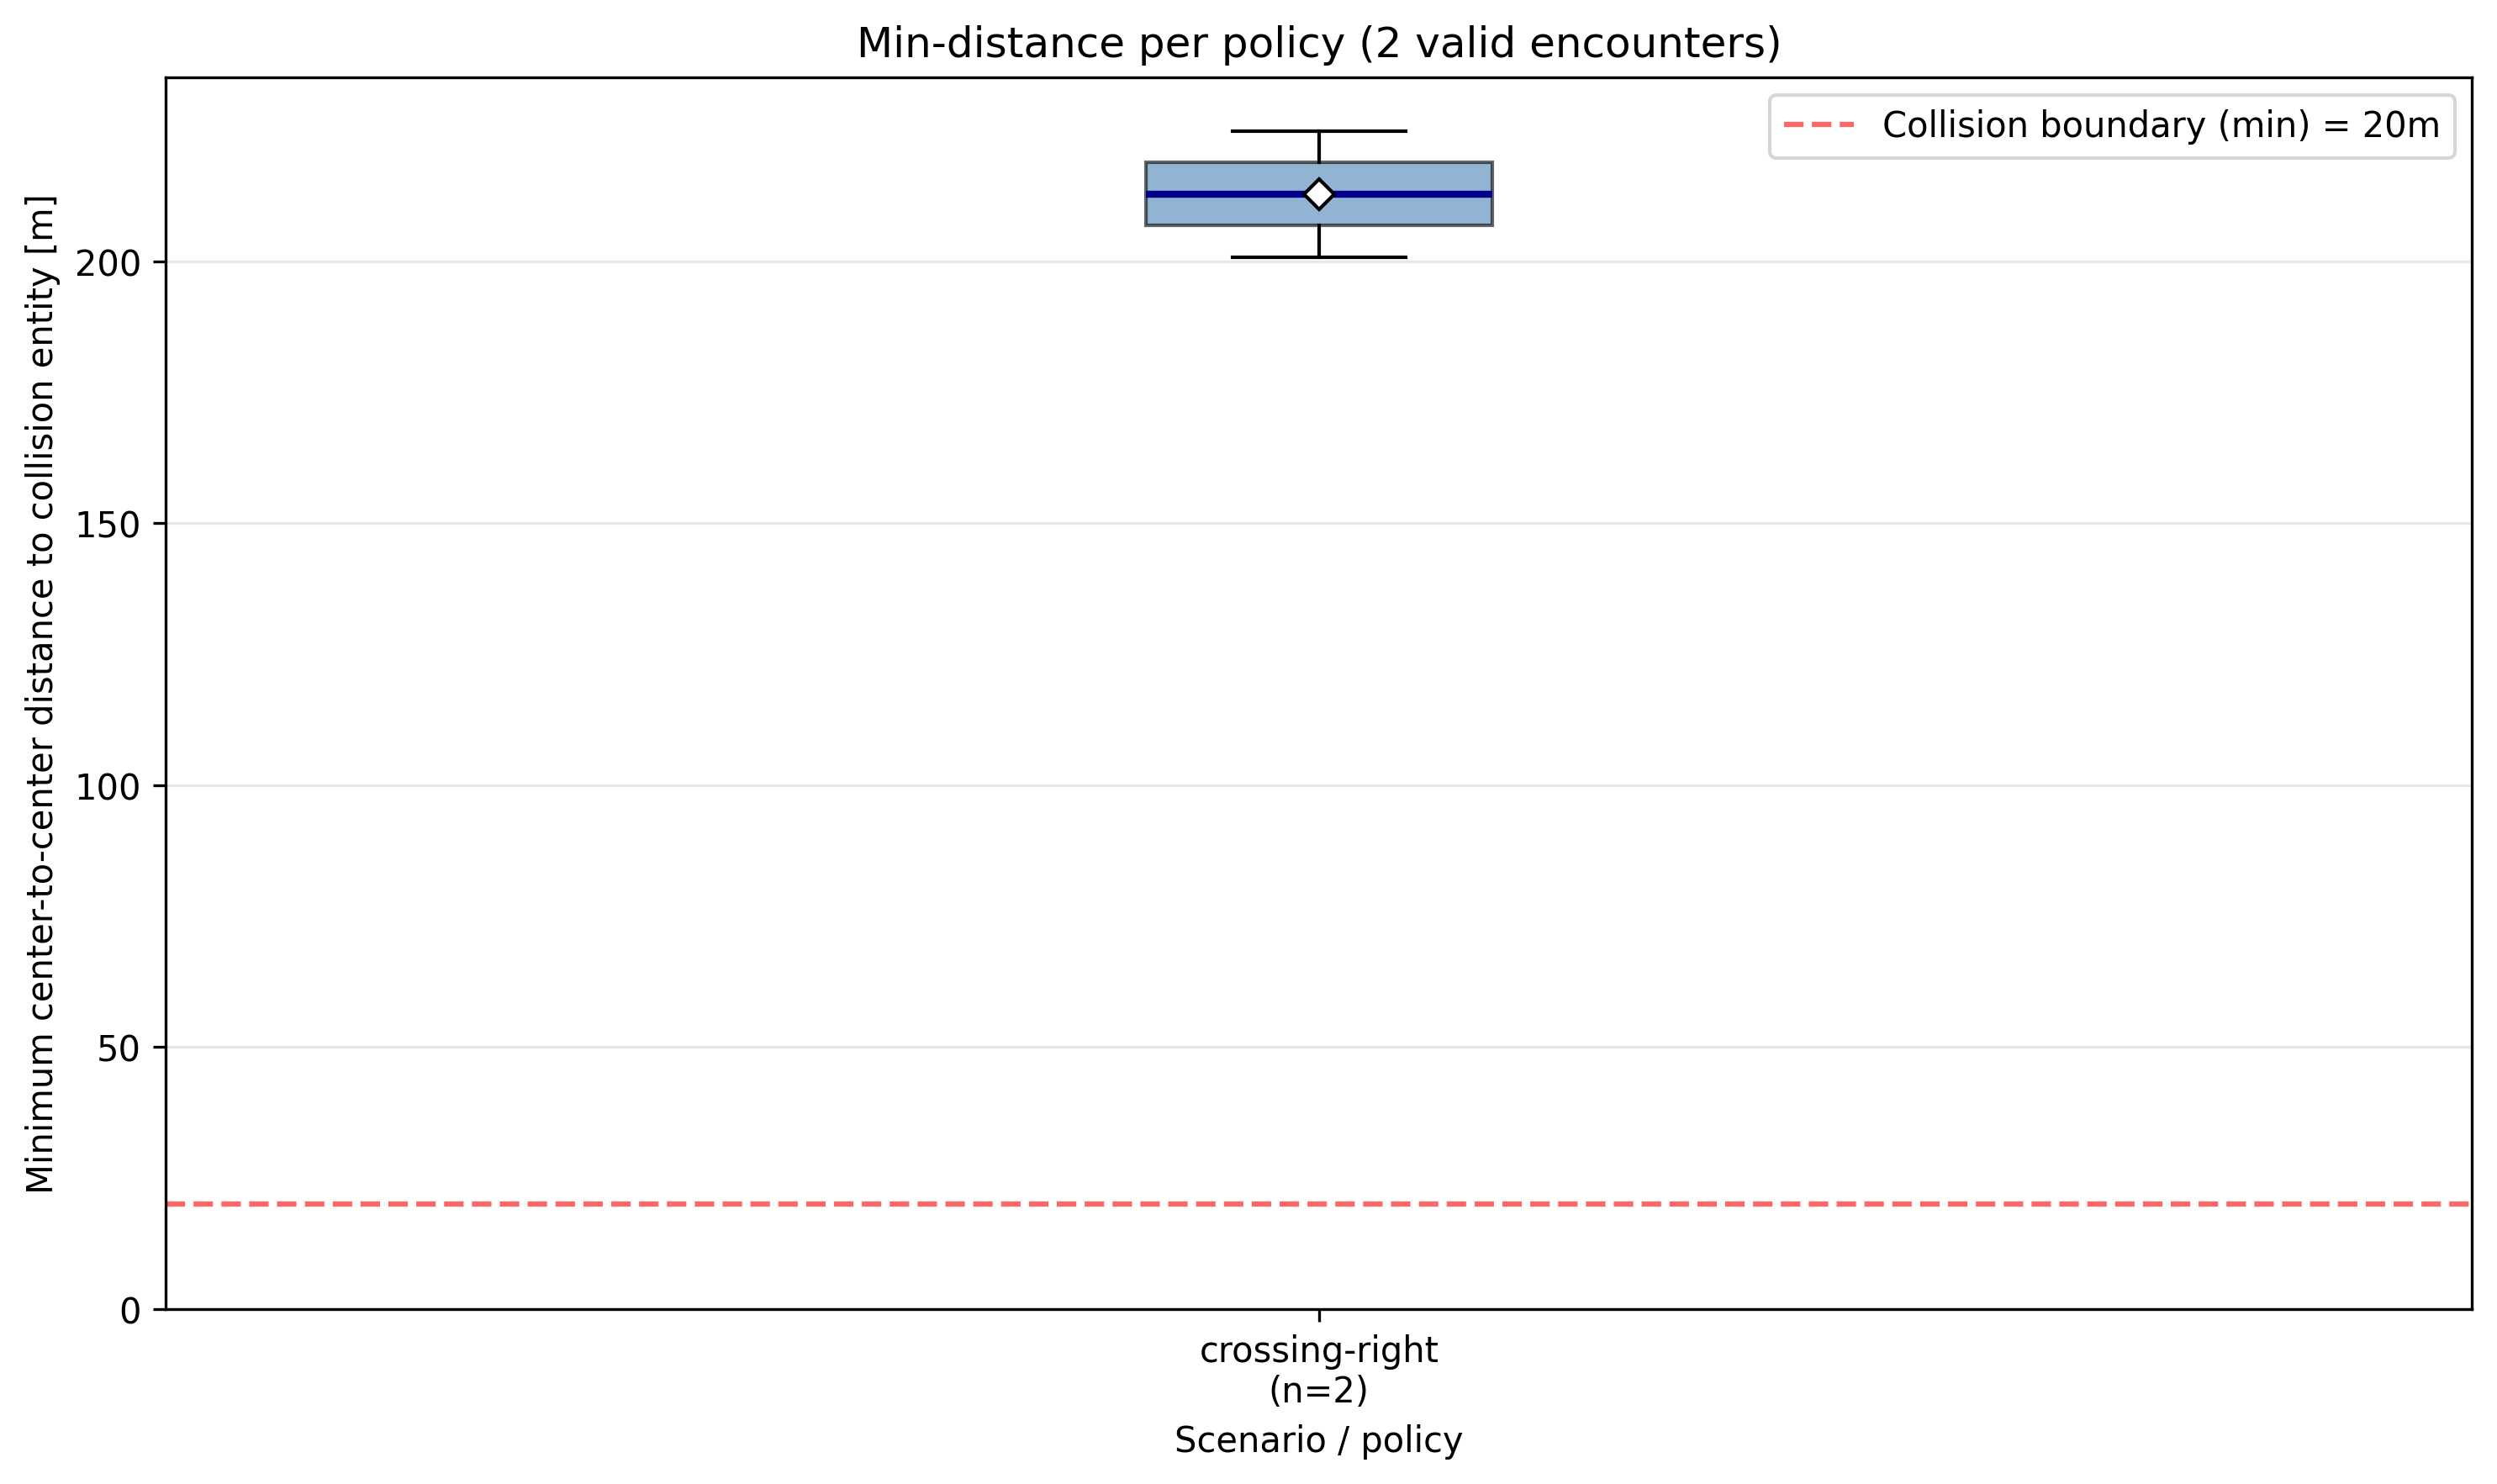 Min-distance per policy (2 valid encounters)
Collision boundary (min) = 20m
Minimum center-to-center distance to collision entity [m]
200
150
100
50
0
crossing-right
(n=2)
Scenario / policy